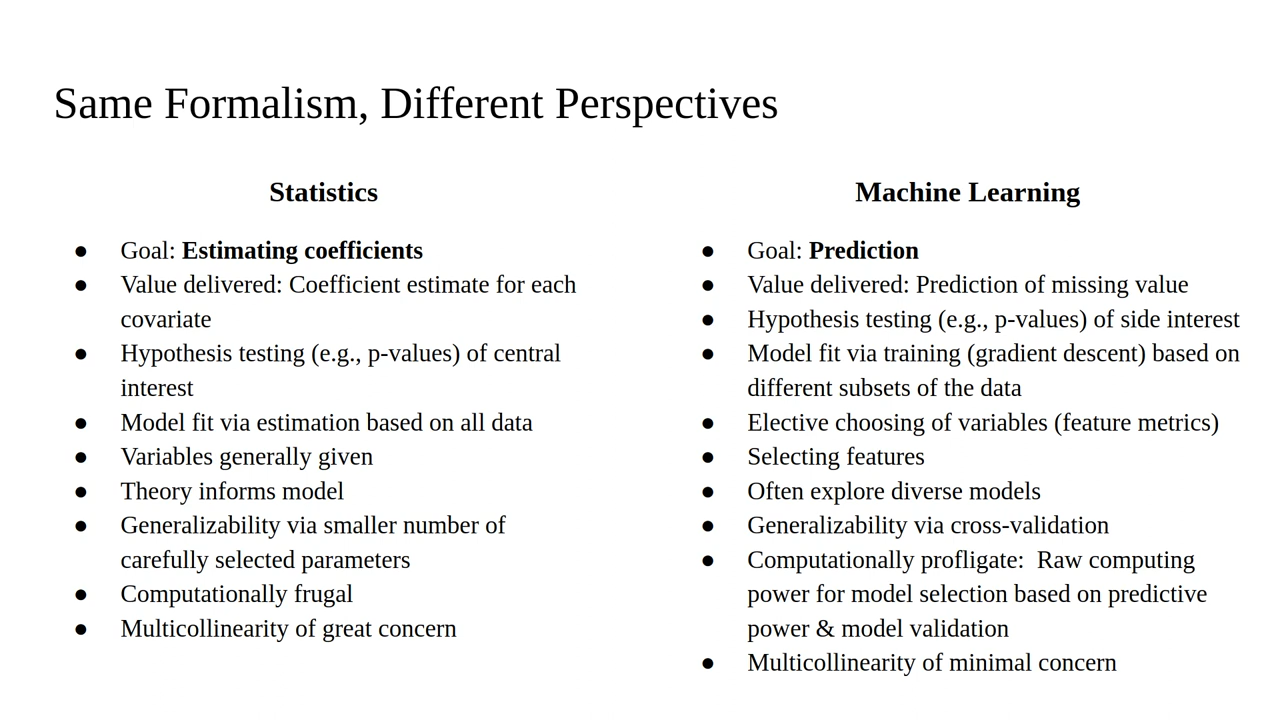 Same Formalism, Different Perspectives
Statistics
● Goal: Estimating coefficients
● Value delivered: Coefficient estimate for each
covariate
● Hypothesis testing (e.g., p-values) of central
interest
● Model fit via estimation based on all data
● Variables generally given
● Theory informs model
● Generalizability via smaller number of
carefully selected parameters
● Computationally frugal
● Multicollinearity of great concern
Machine Learning
● Goal: Prediction
● Value delivered: Prediction of missing value
● Hypothesis testing (e.g., p-values) of side interest
● Model fit via training (gradient descent) based on
different subsets of the data
● Elective choosing of variables (feature metrics)
● Selecting features
● Often explore diverse models
● Generalizability via cross-validation
● Computationally profligate:  Raw computing
power for model selection based on predictive
power & model validation
● Multicollinearity of minimal concern